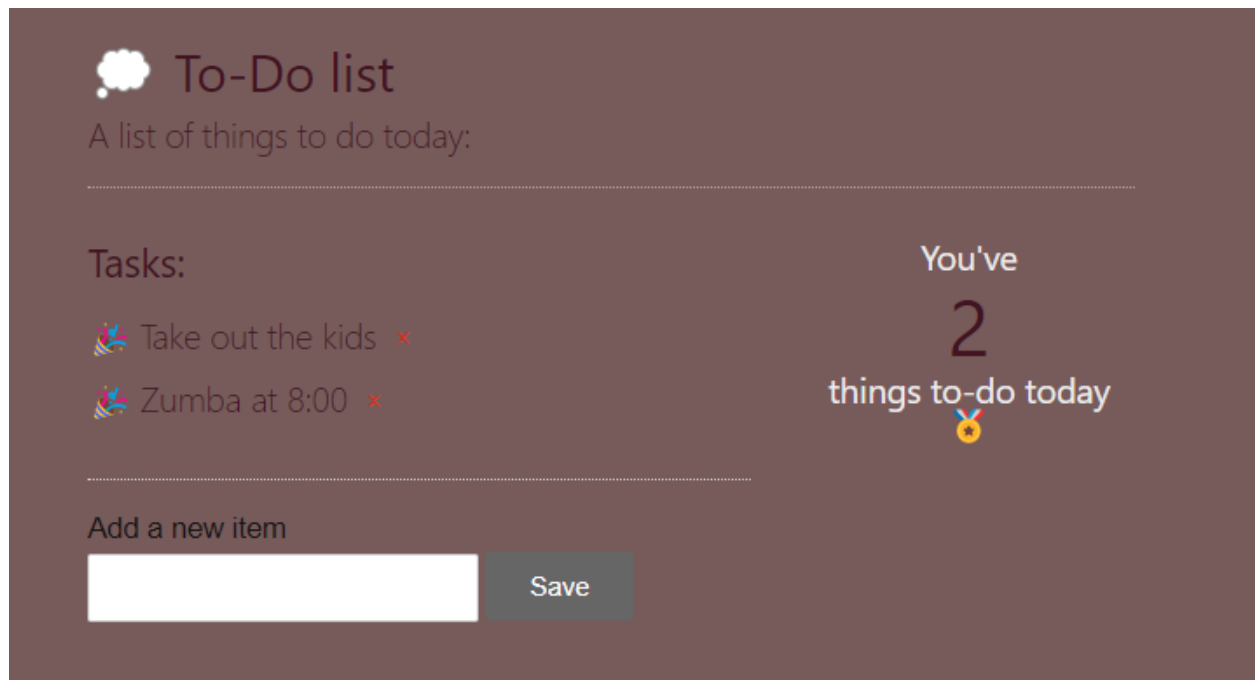 To-Do list
A list of things to do today:
Tasks:
Take out the kids ×
Zumba at 8:00 ×
You've
2
things to-do today
Add a new item
Save